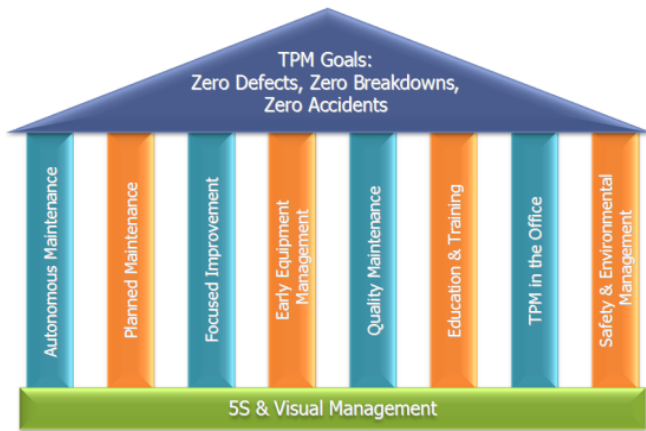 TPM Goals:
Zero Defects, Zero Breakdowns,
Zero Accidents
Autonomous Maintenance
Planned Maintenance
Focused Improvement
Early Equipment
Management
Quality Maintenance
Education & Training
TPM in the Office
Safety & Environmental
Management
5S & Visual Management